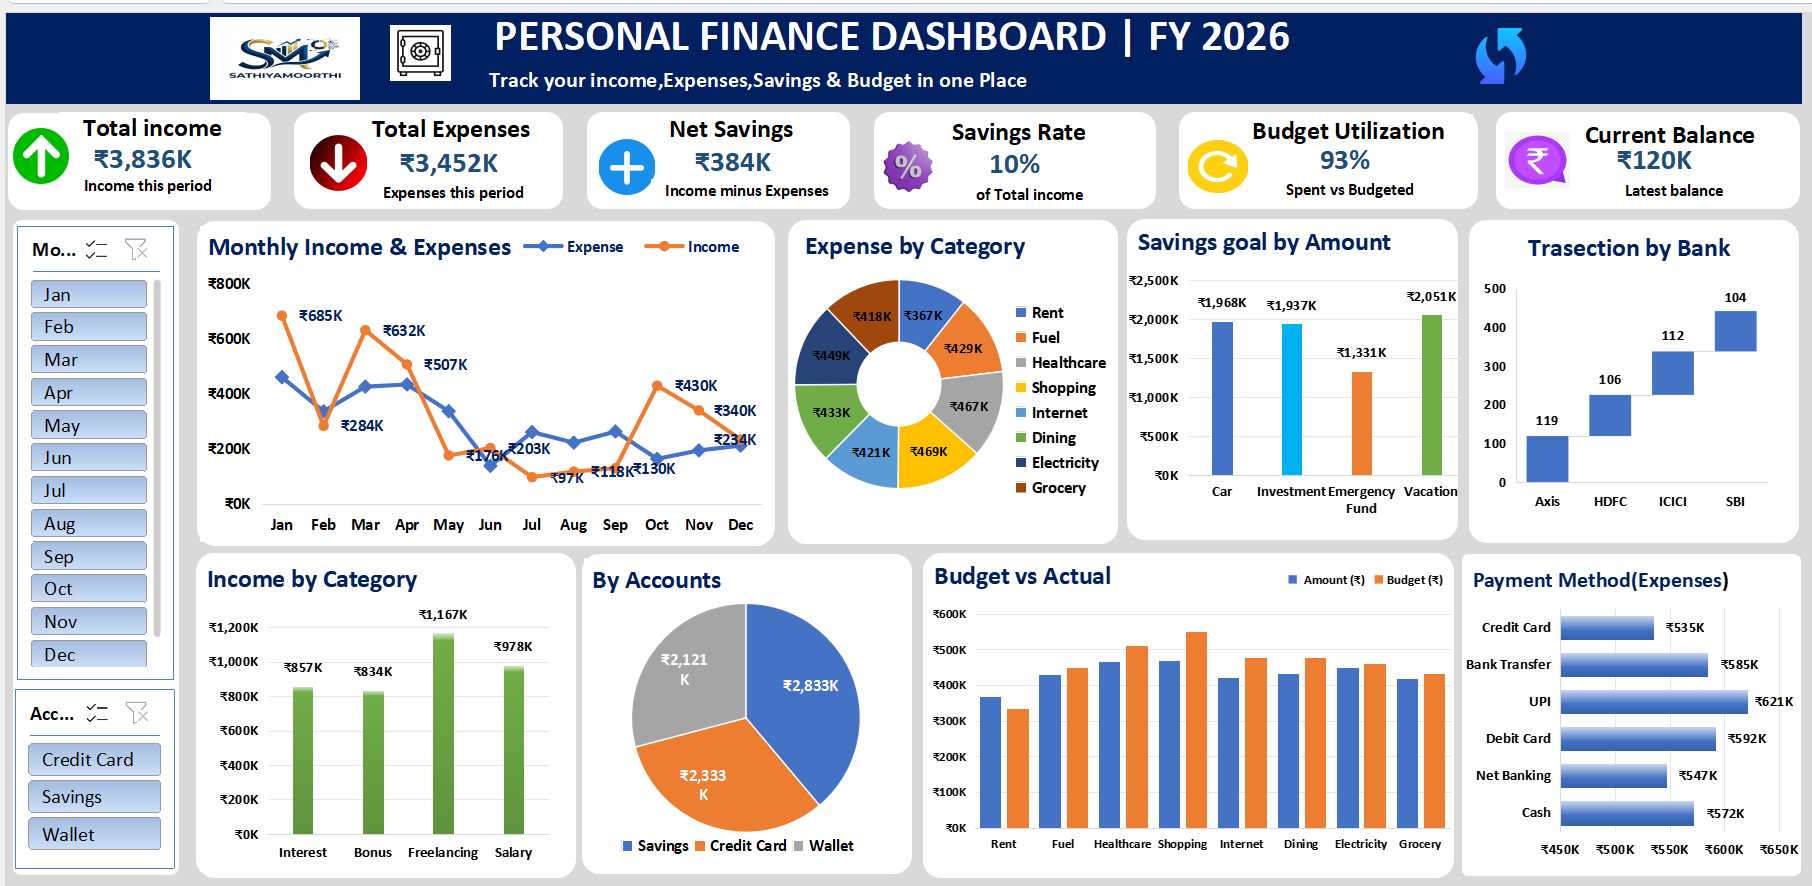 SMC
SATHIYAMOORTHI
PERSONAL FINANCE DASHBOARD | FY 2026
Track your income,Expenses,Savings & Budget in one Place
Total income
₹3,836K
Income this period
Total Expenses
₹3,452K
Expenses this period
Net Savings
₹384K
Income minus Expenses
%
Savings Rate
10%
of Total income
Budget Utilization
93%
Spent vs Budgeted
₹
Current Balance
₹120K
Latest balance
Mo...
Jan
Feb
Mar
Apr
May
Jun
Jul
Aug
Sep
Oct
Nov
Dec
Acc...
Credit Card
Savings
Wallet
Monthly Income & Expenses
Expense
Income
₹800K
₹600K
₹400K
₹200K
₹0K
₹685K
₹284K
₹632K
₹507K
₹176K
₹203K
₹97K
₹118K
₹130K
₹430K
₹340K
₹234K
Jan Feb Mar Apr May Jun Jul Aug Sep Oct Nov Dec
Expense by Category
₹367K
₹429K
₹467K
₹469K
₹421K
₹433K
₹449K
₹418K
Rent
Fuel
Healthcare
Shopping
Internet
Dining
Electricity
Grocery
Savings goal by Amount
₹2,500K
₹2,000K
₹1,500K
₹1,000K
₹500K
₹0K
₹1,968K
₹1,937K
₹1,331K
₹2,051K
Car Investment Emergency Vacation
Fund
Trasection by Bank
500
400
300
200
100
0
119
106
112
104
Axis HDFC ICICI SBI
Income by Category
₹1,200K
₹1,000K
₹800K
₹600K
₹400K
₹200K
₹0K
₹857K
₹834K
₹1,167K
₹978K
Interest Bonus Freelancing Salary
By Accounts
₹2,833K
₹2,333
K
₹2,121
K
Savings Credit Card Wallet
Budget vs Actual
Amount (₹) Budget (₹)
₹600K
₹500K
₹400K
₹300K
₹200K
₹100K
₹0K
Rent Fuel Healthcare Shopping Internet Dining Electricity Grocery
Payment Method(Expenses)
Credit Card ₹535K
Bank Transfer ₹585K
UPI ₹621K
Debit Card ₹592K
Net Banking ₹547K
Cash ₹572K
₹450K ₹500K ₹550K ₹600K ₹650K